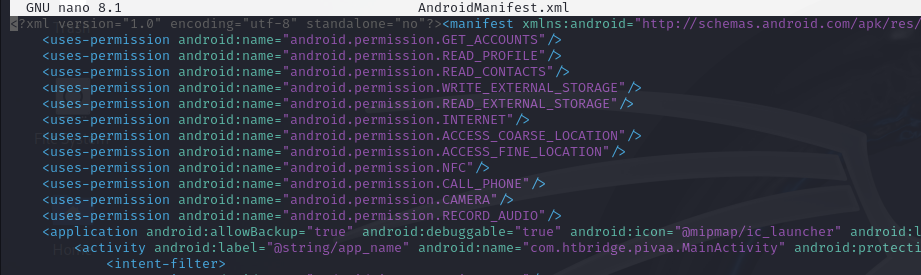 GNU nano 8.1 AndroidManifest.xml
<?xml version="1.0" encoding="utf-8" standalone="no"?><manifest xmlns:android="http://schemas.android.com/apk/res/
<uses-permission android:name="android.permission.GET_ACCOUNTS"/>
<uses-permission android:name="android.permission.READ_PROFILE"/>
<uses-permission android:name="android.permission.READ_CONTACTS"/>
<uses-permission android:name="android.permission.WRITE_EXTERNAL_STORAGE"/>
<uses-permission android:name="android.permission.READ_EXTERNAL_STORAGE"/>
<uses-permission android:name="android.permission.INTERNET"/>
<uses-permission android:name="android.permission.ACCESS_COARSE_LOCATION"/>
<uses-permission android:name="android.permission.ACCESS_FINE_LOCATION"/>
<uses-permission android:name="android.permission.NFC"/>
<uses-permission android:name="android.permission.CALL_PHONE"/>
<uses-permission android:name="android.permission.CAMERA"/>
<uses-permission android:name="android.permission.RECORD_AUDIO"/>
<application android:allowBackup="true" android:debuggable="true" android:icon="@mipmap/ic_launcher" android:l
<activity android:label="@string/app_name" android:name="com.htbridge.pivaa.MainActivity" android:protecti
<intent-filter>